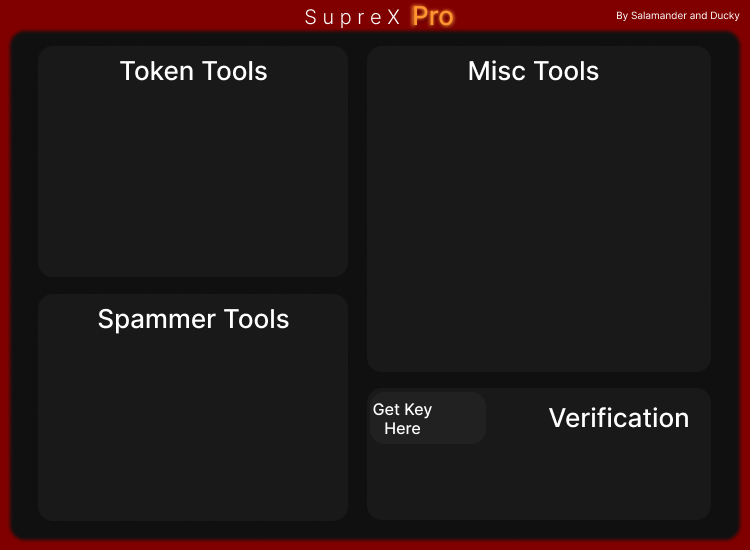 SupreX Pro
By Salamander and Ducky
Token Tools
Misc Tools
Spammer Tools
Get Key
Here
Verification